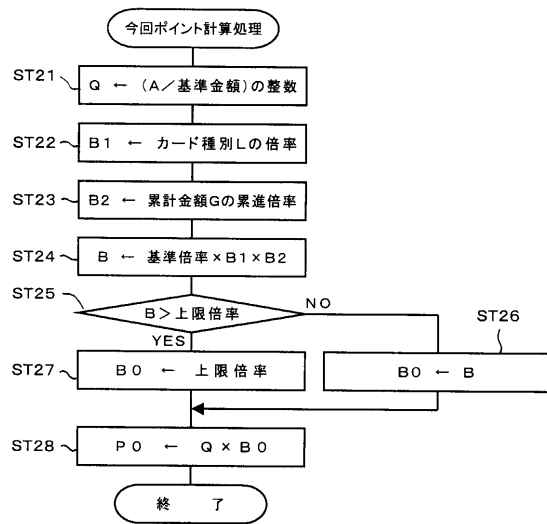 今回ポイント計算処理
ST21
Q ← (A/基準金額)の整数
ST22
B1 ← カード種別Lの倍率
ST23
B2 ← 累計金額Gの累進倍率
ST24
B ← 基準倍率×B1×B2
ST25
B>上限倍率
NO
YES
ST26
ST27
B0 ← 上限倍率
B0 ← B
ST28
P0 ← Q×B0
終 了